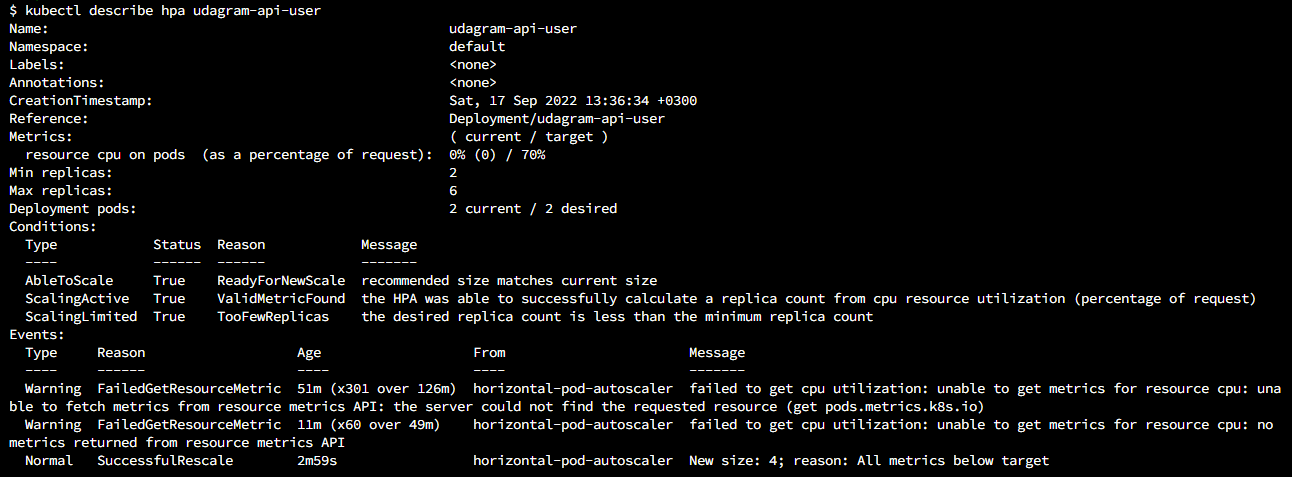 $ kubectl describe hpa udagram-api-user
Name:                                                  udagram-api-user
Namespace:                                             default
Labels:                                                <none>
Annotations:                                           <none>
CreationTimestamp:                                     Sat, 17 Sep 2022 13:36:34 +0300
Reference:                                             Deployment/udagram-api-user
Metrics:                                               ( current / target )
  resource cpu on pods  (as a percentage of request):  0% (0) / 70%
Min replicas:                                          2
Max replicas:                                          6
Deployment pods:                                       2 current / 2 desired
Conditions:
  Type            Status  Reason            Message
  ----            ------  ------            -------
  AbleToScale     True    ReadyForNewScale  recommended size matches current size
  ScalingActive   True    ValidMetricFound  the HPA was able to successfully calculate a replica count from cpu resource utilization (percentage of request)
  ScalingLimited  True    TooFewReplicas    the desired replica count is less than the minimum replica count
Events:
  Type     Reason                   Age                   From                       Message
  ----     ------                   ----                  ----                       -------
  Warning  FailedGetResourceMetric  51m (x301 over 126m)  horizontal-pod-autoscaler  failed to get cpu utilization: unable to get metrics for resource cpu: una
ble to fetch metrics from resource metrics API: the server could not find the requested resource (get pods.metrics.k8s.io)
  Warning  FailedGetResourceMetric  11m (x60 over 49m)    horizontal-pod-autoscaler  failed to get cpu utilization: unable to get metrics for resource cpu: no
metrics returned from resource metrics API
  Normal   SuccessfulRescale        2m59s                 horizontal-pod-autoscaler  New size: 4; reason: All metrics below target